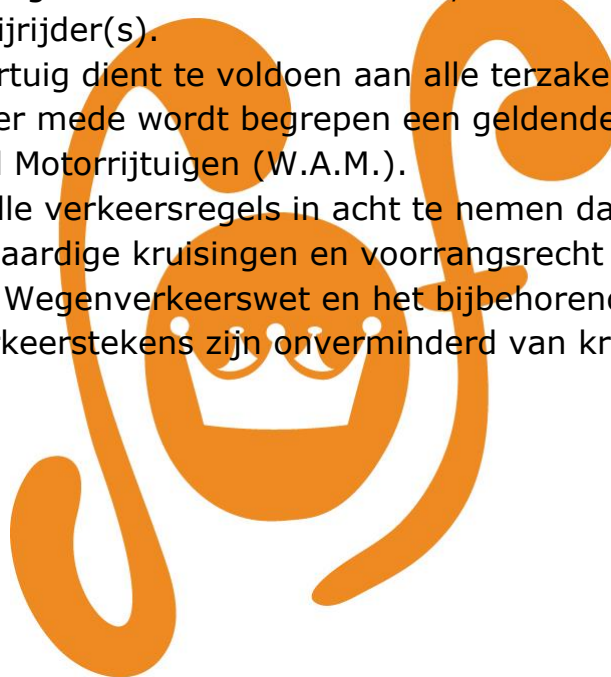 ijrijder(s).
rtuig dient te voldoen aan alle terzake
er mede wordt begrepen een geldende
l Motorrijtuigen (W.A.M.).
lle verkeersregels in acht te nemen da
aardige kruisingen en voorrangsrecht
Wegenverkeerswet en het bijbehorend
rkeerstekens zijn onverminderd van kr